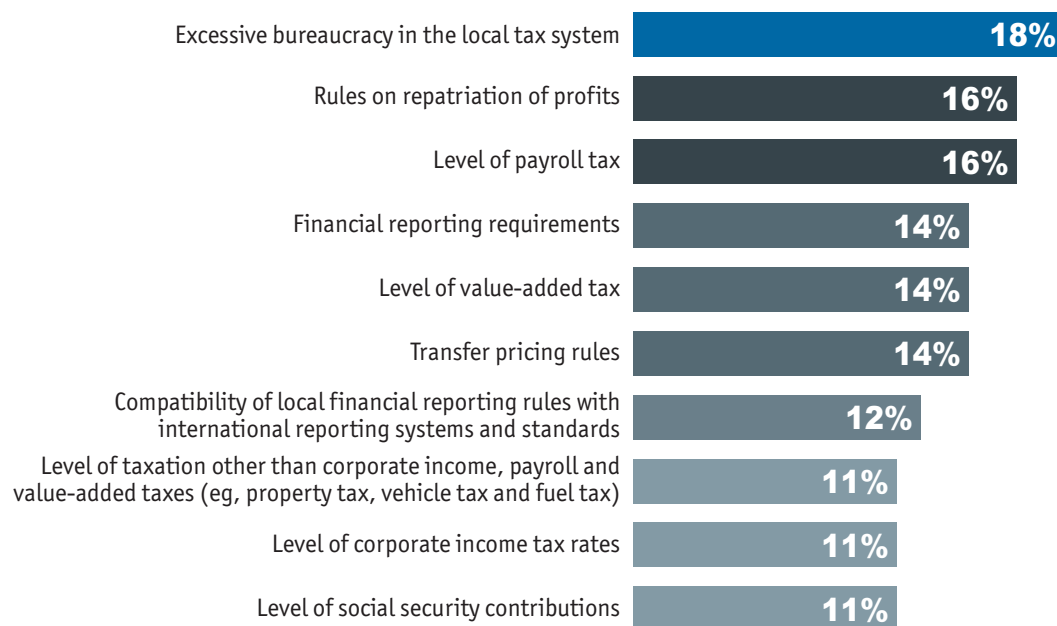 Excessive bureaucracy in the local tax system
18%
Rules on repatriation of profits
16%
Level of payroll tax
16%
Financial reporting requirements
14%
Level of value-added tax
14%
Transfer pricing rules
14%
Compatibility of local financial reporting rules with
international reporting systems and standards
12%
Level of taxation other than corporate income, payroll and
value-added taxes (eg, property tax, vehicle tax and fuel tax)
11%
Level of corporate income tax rates
11%
Level of social security contributions
11%